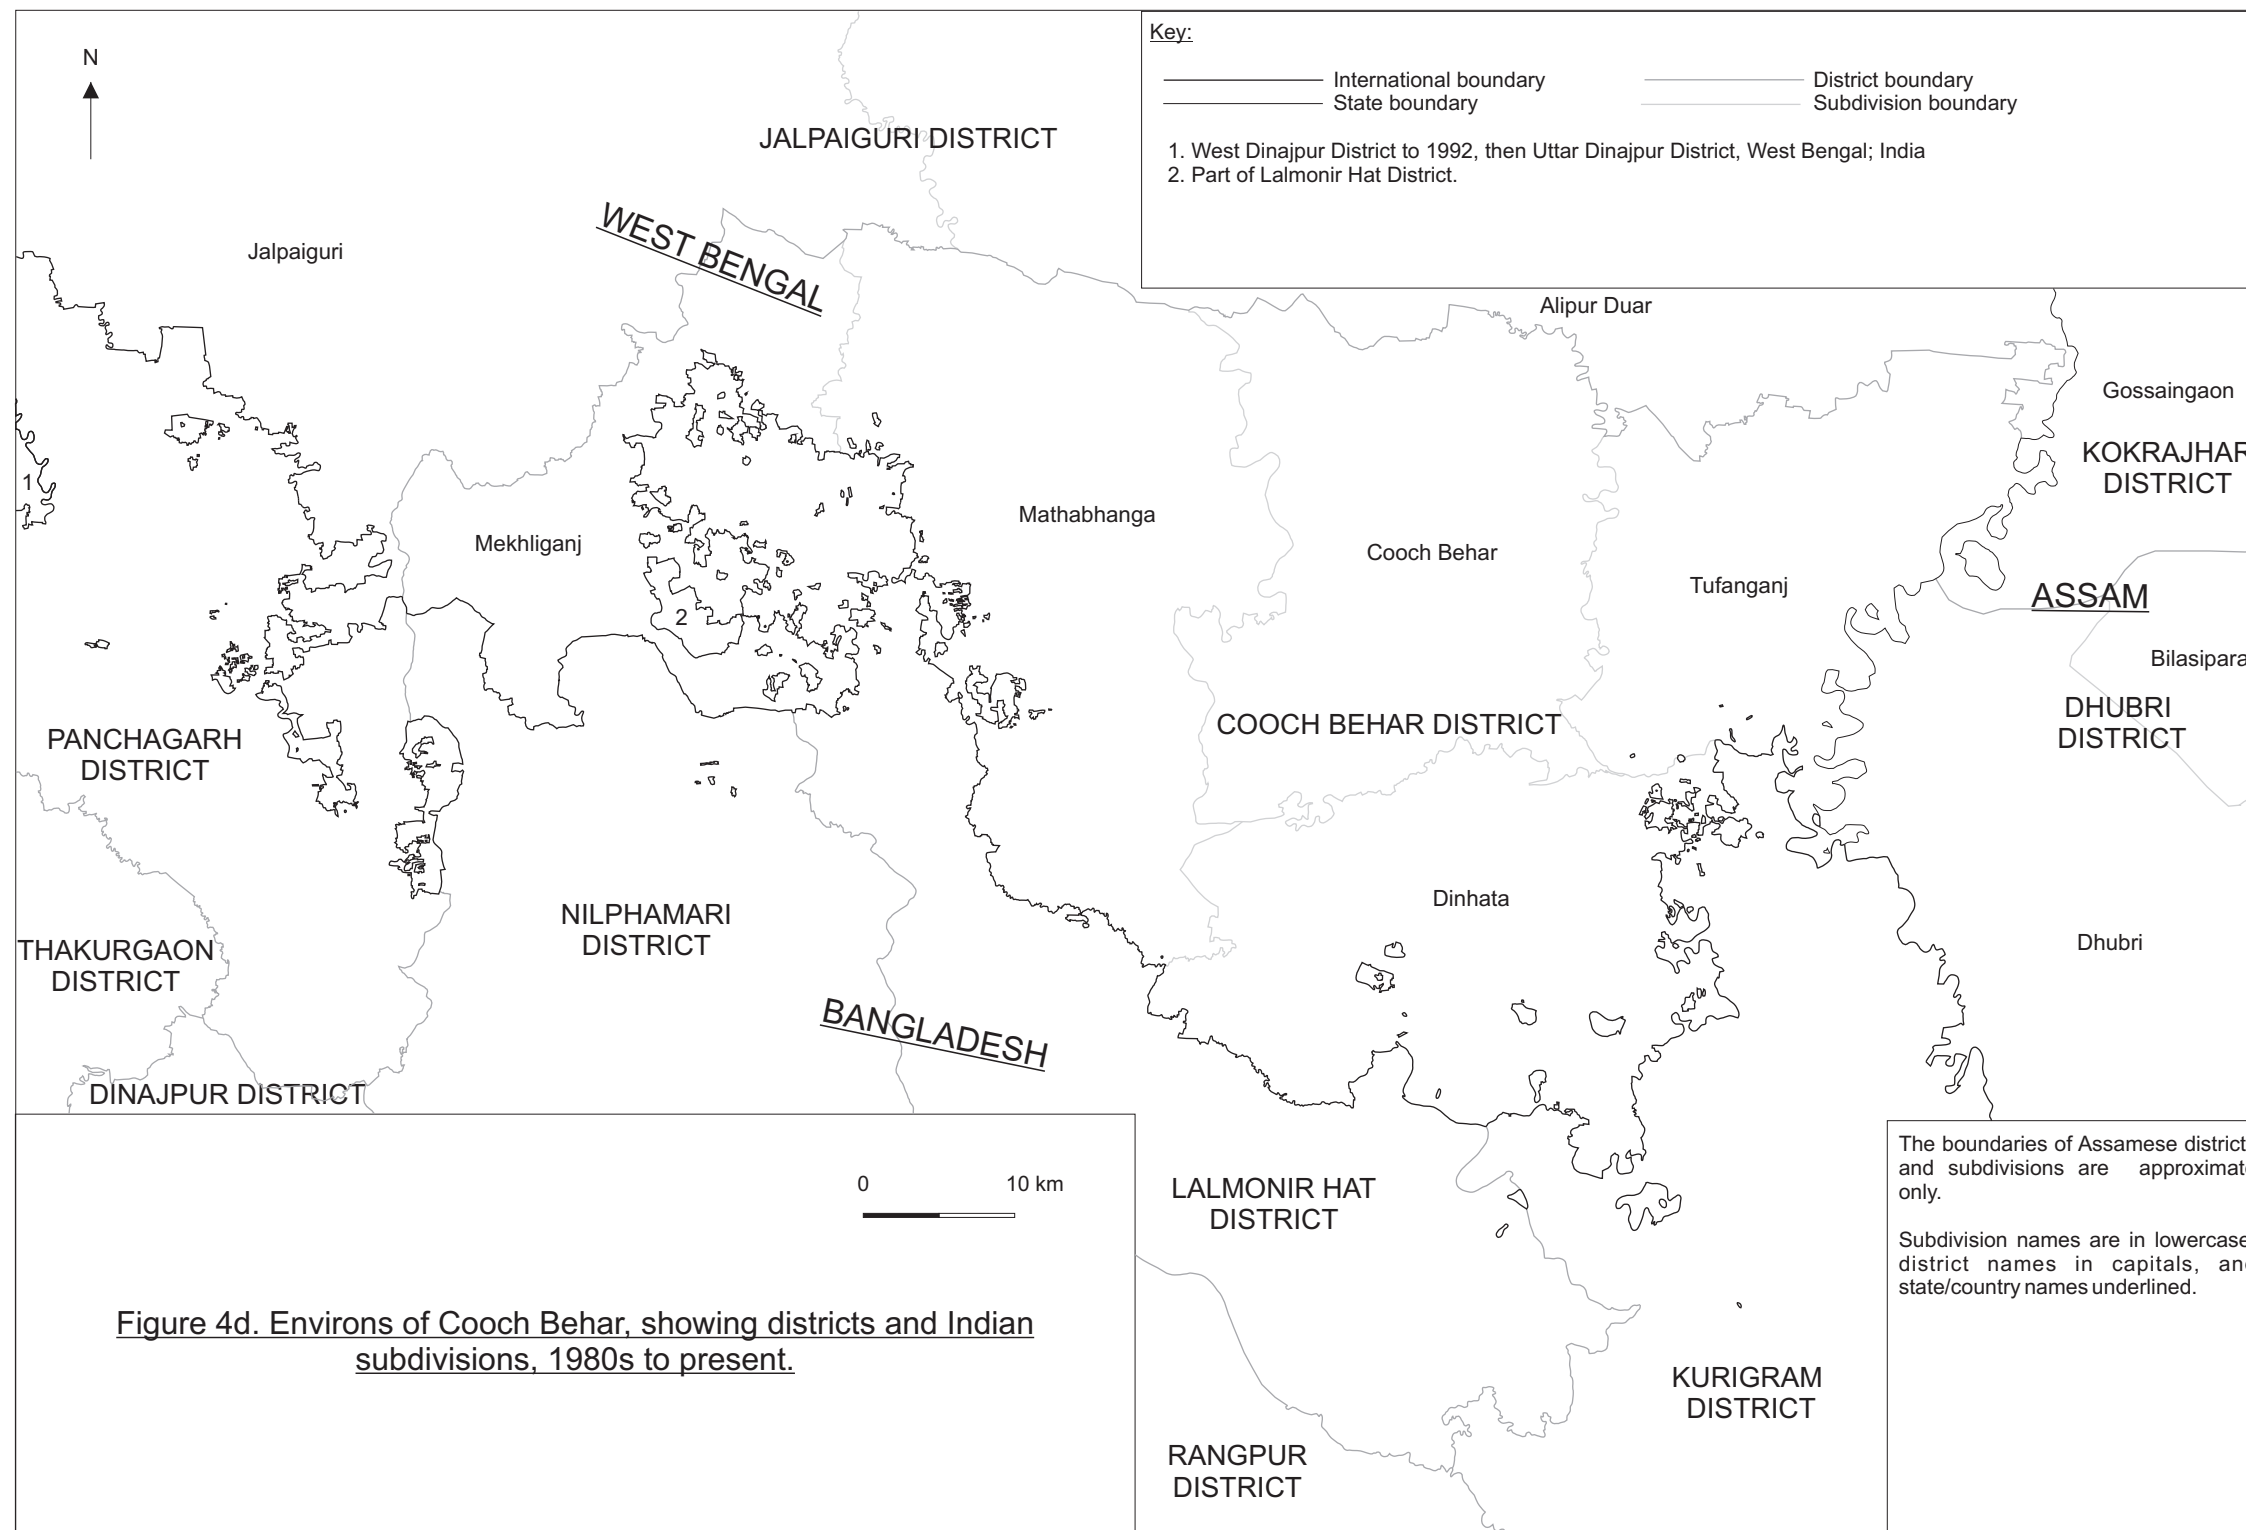 Key:
International boundary
District boundary
State boundary
Subdivision boundary
1. West Dinajpur District to 1992, then Uttar Dinajpur District, West Bengal; India
2. Part of Lalmonir Hat District.
N
JALPAIGURI DISTRICT
WEST BENGAL
Jalpaiguri
Alipur Duar
Gossaingaon
KOKRAJHAR
DISTRICT
1
Mekhliganj
Mathabhanga
Cooch Behar
Tufanganj
ASSAM
2
Bilasipara
PANCHAGARH
DISTRICT
COOCH BEHAR DISTRICT
DHUBRI
DISTRICT
Dinhata
NILPHAMARI
DISTRICT
THAKURGAON
DISTRICT
Dhubri
BANGLADESH
DINAJPUR DISTRICT
LALMONIR HAT
DISTRICT
KURIGRAM
DISTRICT
RANGPUR
DISTRICT
0 10 km
Figure 4d. Environs of Cooch Behar, showing districts and Indian
subdivisions, 1980s to present.
The boundaries of Assamese district
and subdivisions are approximate
only.
Subdivision names are in lowercase
district names in capitals, and
state/country names underlined.